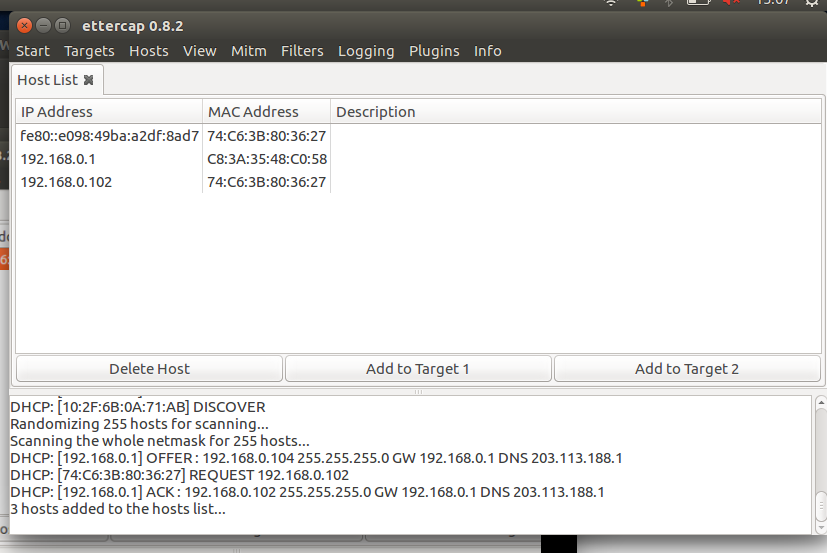 15:07
ettercap 0.8.2
Start Targets Hosts View Mitm Filters Logging Plugins Info
Host List
IP Address MAC Address Description
fe80::e098:49ba:a2df:8ad7 74:C6:3B:80:36:27
192.168.0.1 C8:3A:35:48:C0:58
192.168.0.102 74:C6:3B:80:36:27
Delete Host Add to Target 1 Add to Target 2
DHCP: [10:2F:6B:0A:71:AB] DISCOVER
Randomizing 255 hosts for scanning...
Scanning the whole netmask for 255 hosts...
DHCP: [192.168.0.1] OFFER : 192.168.0.104 255.255.255.0 GW 192.168.0.1 DNS 203.113.188.1
DHCP: [74:C6:3B:80:36:27] REQUEST 192.168.0.102
DHCP: [192.168.0.1] ACK : 192.168.0.102 255.255.255.0 GW 192.168.0.1 DNS 203.113.188.1
3 hosts added to the hosts list...